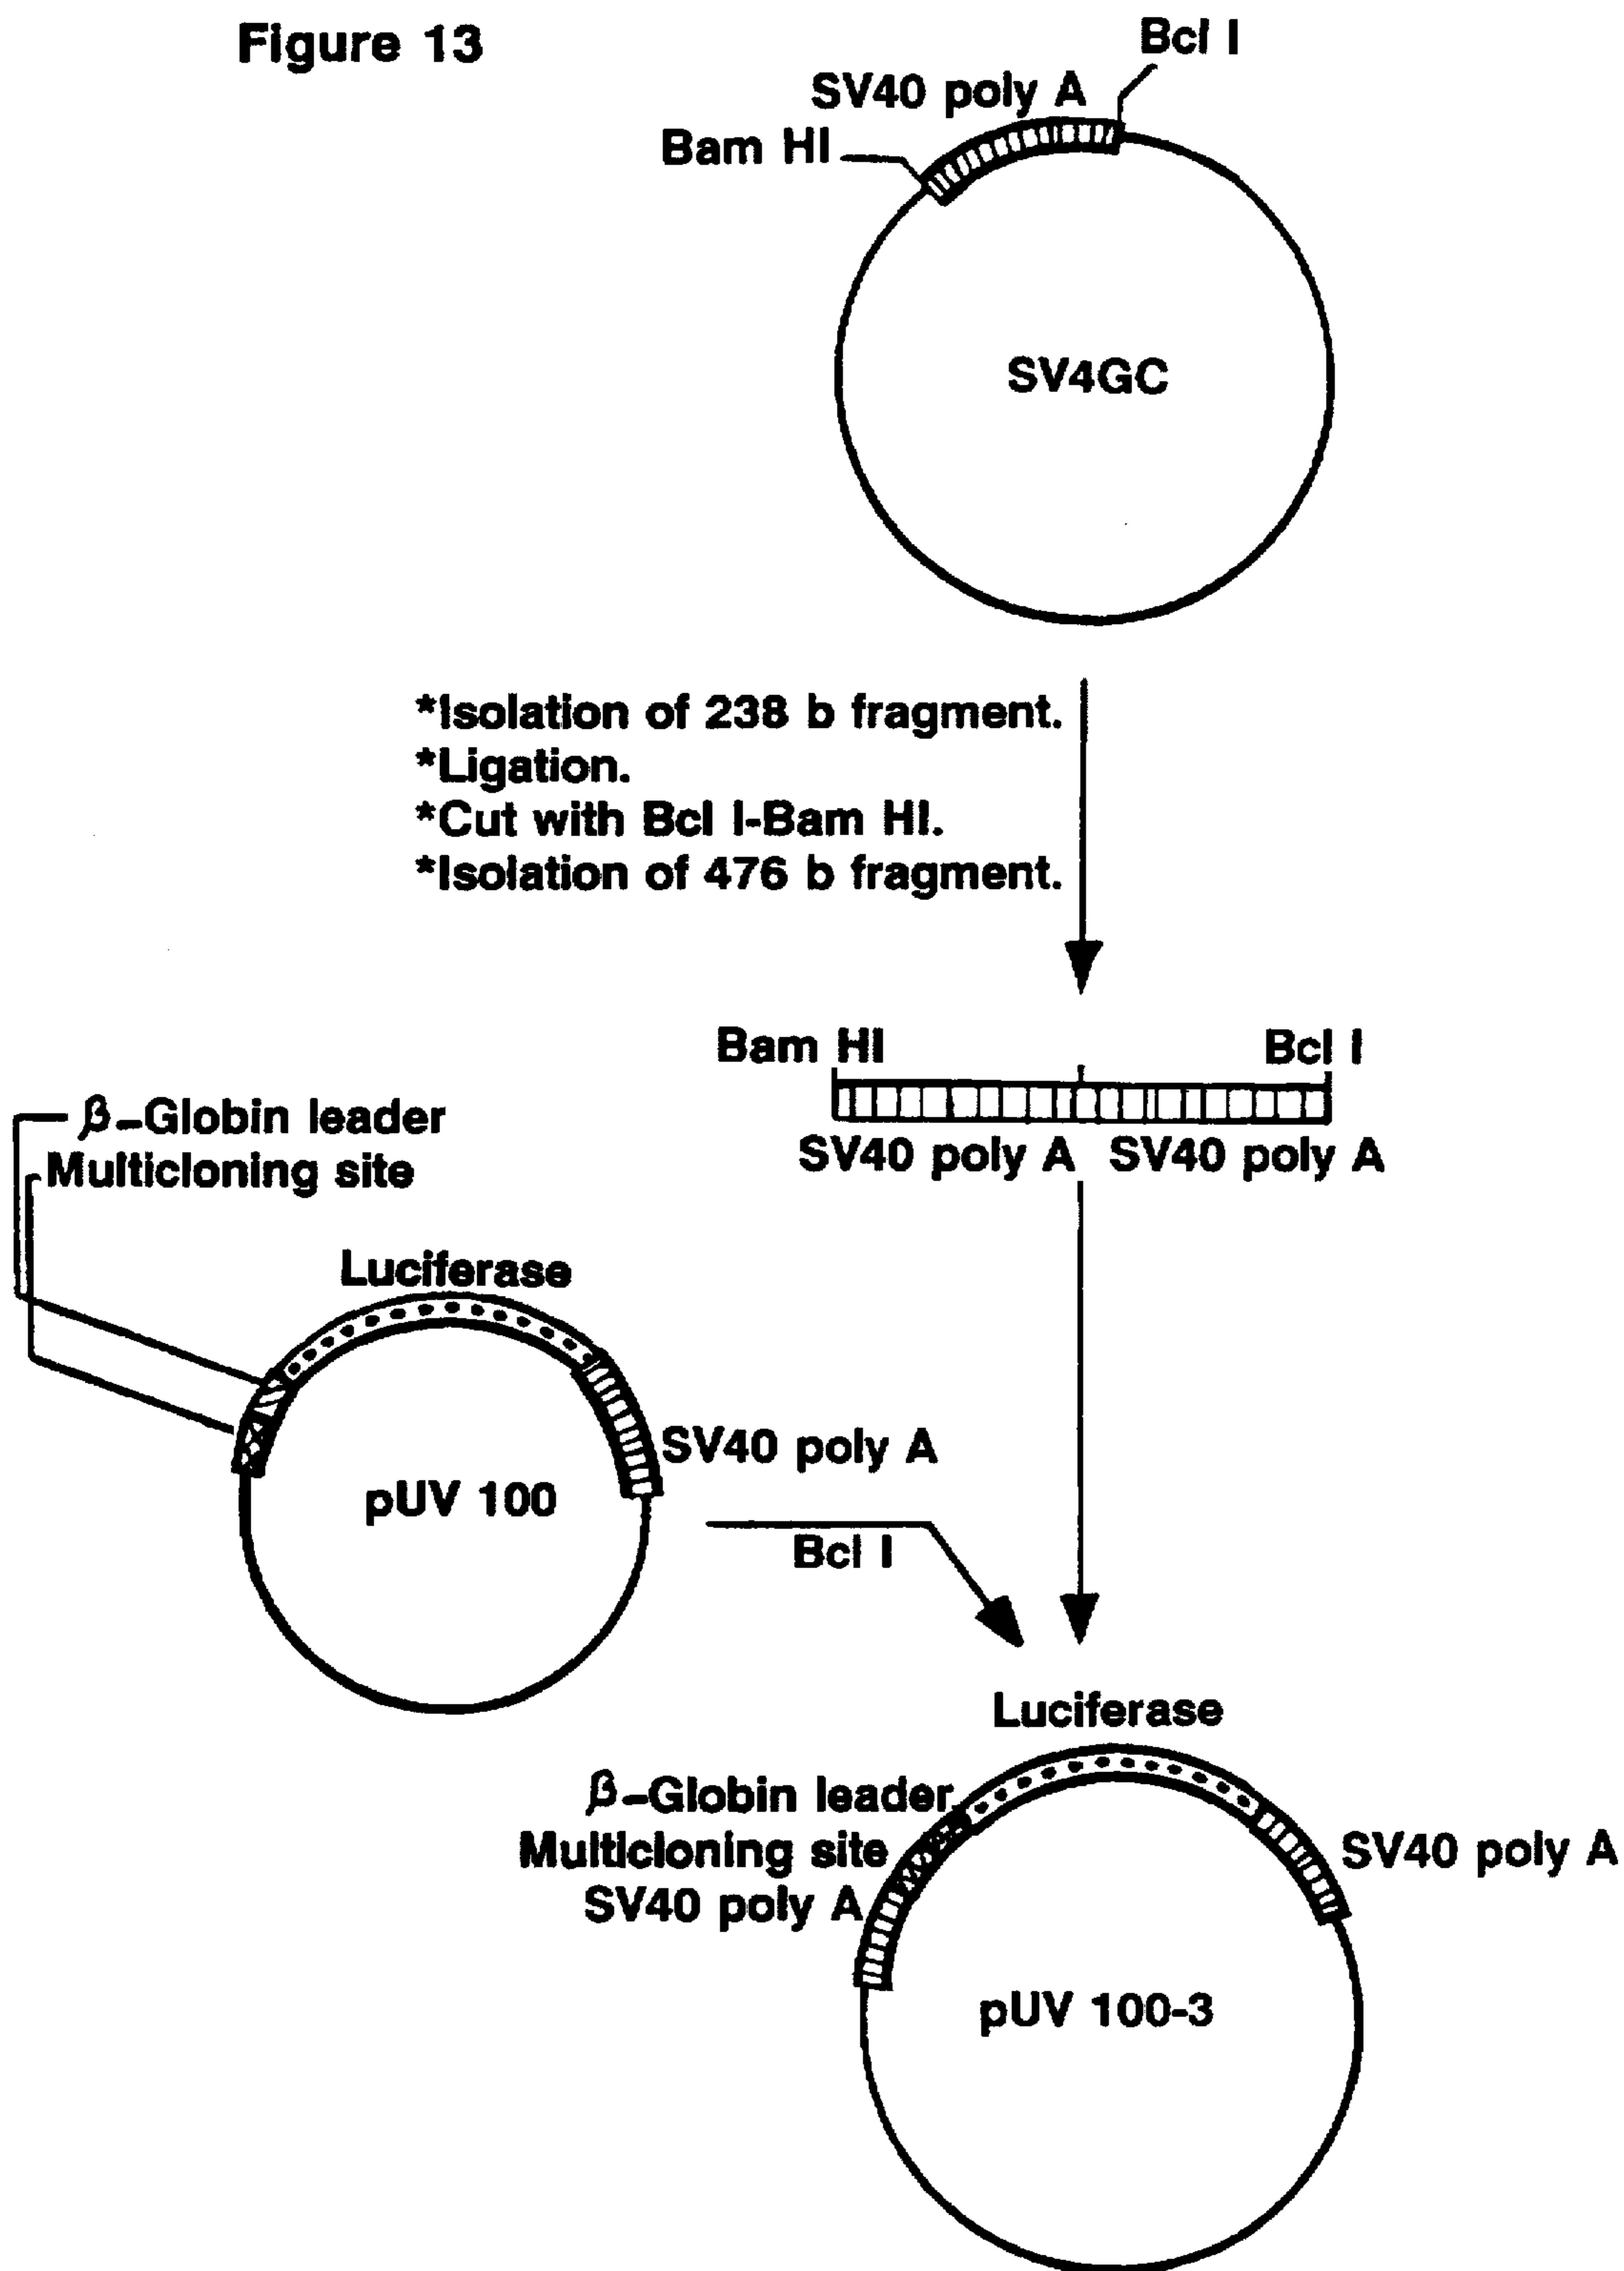 Figure 13
Bcl I
SV40 poly A
Bam HI
SV4GC
*Isolation of 238 b fragment.
*Ligation.
*Cut with Bcl I-Bam HI.
*Isolation of 476 b fragment.
Bam HI
Bcl I
SV40 poly A SV40 poly A
β-Globin leader
Multicloning site
Luciferase
SV40 poly A
pUV 100
Bcl I
Luciferase
β-Globin leader
Multicloning site
SV40 poly A
SV40 poly A
pUV 100-3